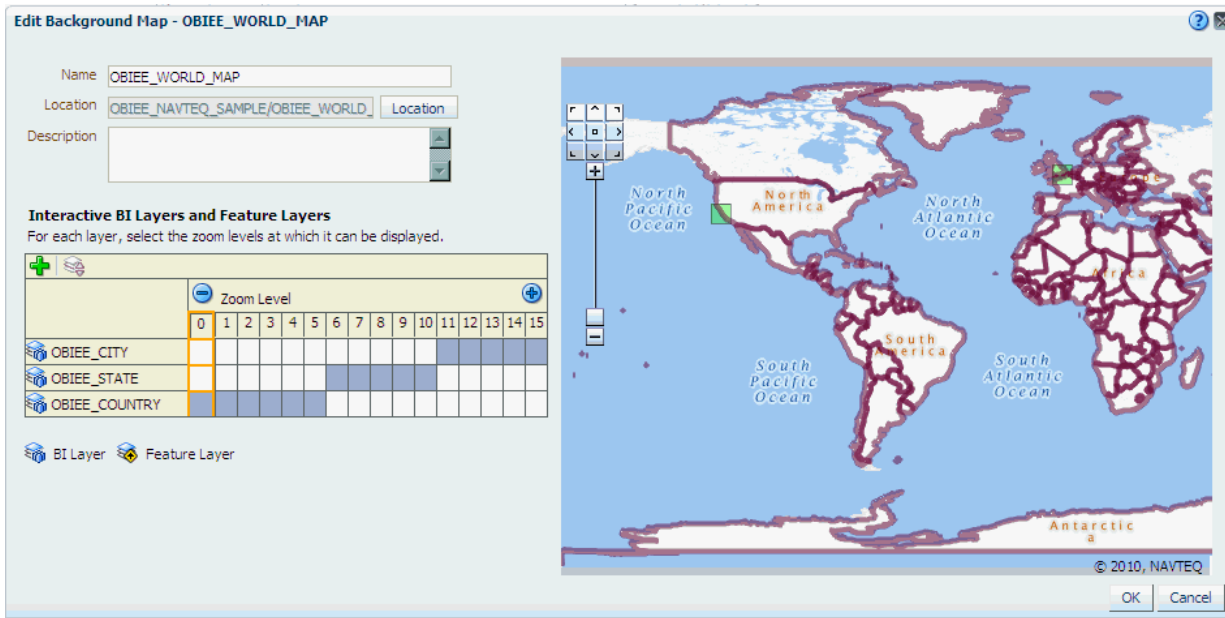 Edit Background Map - OBIEE_WORLD_MAP
Name OBIEE_WORLD_MAP
Location OBIEE_NAVTEQ_SAMPLE/OBIEE_WORLD_ Location
Description
Interactive BI Layers and Feature Layers
For each layer, select the zoom levels at which it can be displayed.
Zoom Level
0 1 2 3 4 5 6 7 8 9 10 11 12 13 14 15
OBIEE_CITY
OBIEE_STATE
OBIEE_COUNTRY
BI Layer Feature Layer
North
Pacific
Ocean
North
America
North
Atlantic
Ocean
Africa
South
America
South
Pacific
Ocean
South
Atlantic
Ocean
Antarctic
a
© 2010, NAVTEQ
OK Cancel